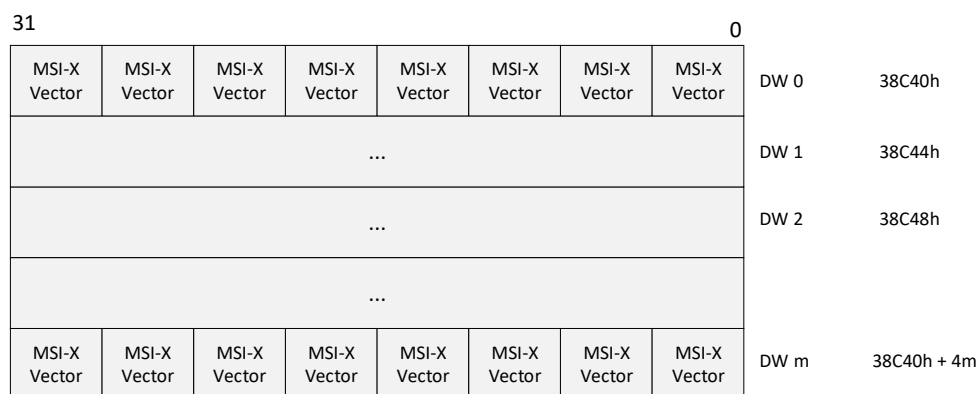 31 0
MSI-X MSI-X MSI-X MSI-X MSI-X MSI-X MSI-X MSI-X
Vector Vector Vector Vector Vector Vector Vector Vector
DW 0 38C40h
... DW 1 38C44h
... DW 2 38C48h
...
MSI-X MSI-X MSI-X MSI-X MSI-X MSI-X MSI-X MSI-X
Vector Vector Vector Vector Vector Vector Vector Vector
DW m 38C40h + 4m